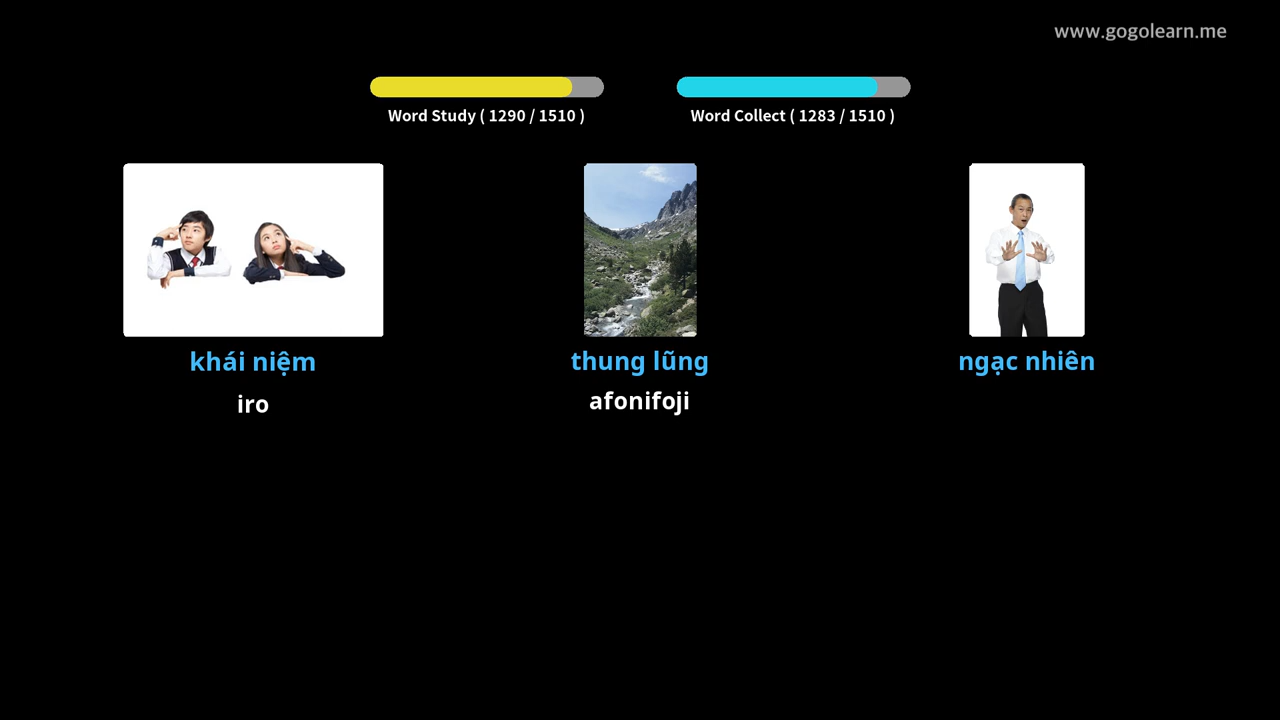 www.gogolearn.me
Word Study ( 1290 / 1510 )
Word Collect ( 1283 / 1510 )
khái niệm
thung lũng
ngạc nhiên
iro
afonifoji